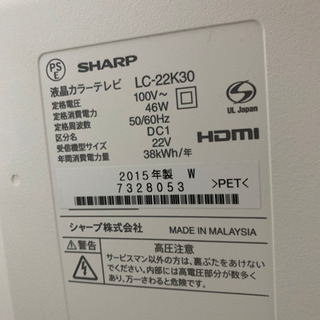 PS
E
SHARP
液晶カラーテレビ LC-22K30
定格電圧 100V～
定格消費電力 46W
定格周波数 50/60Hz
区分名 DC1
受信機型サイズ 22V
年間消費電力量 38kWh/年
UL
UL Japan
HDMI
2015年製 W
7328053
>PET<
シャープ株式会社 MADE IN MALAYSIA
警告
高圧注意
サービスマン以外の方は、裏ぶたをあけない
でください。内部には高電圧部分が数多く
あり、万一さわると危険です。